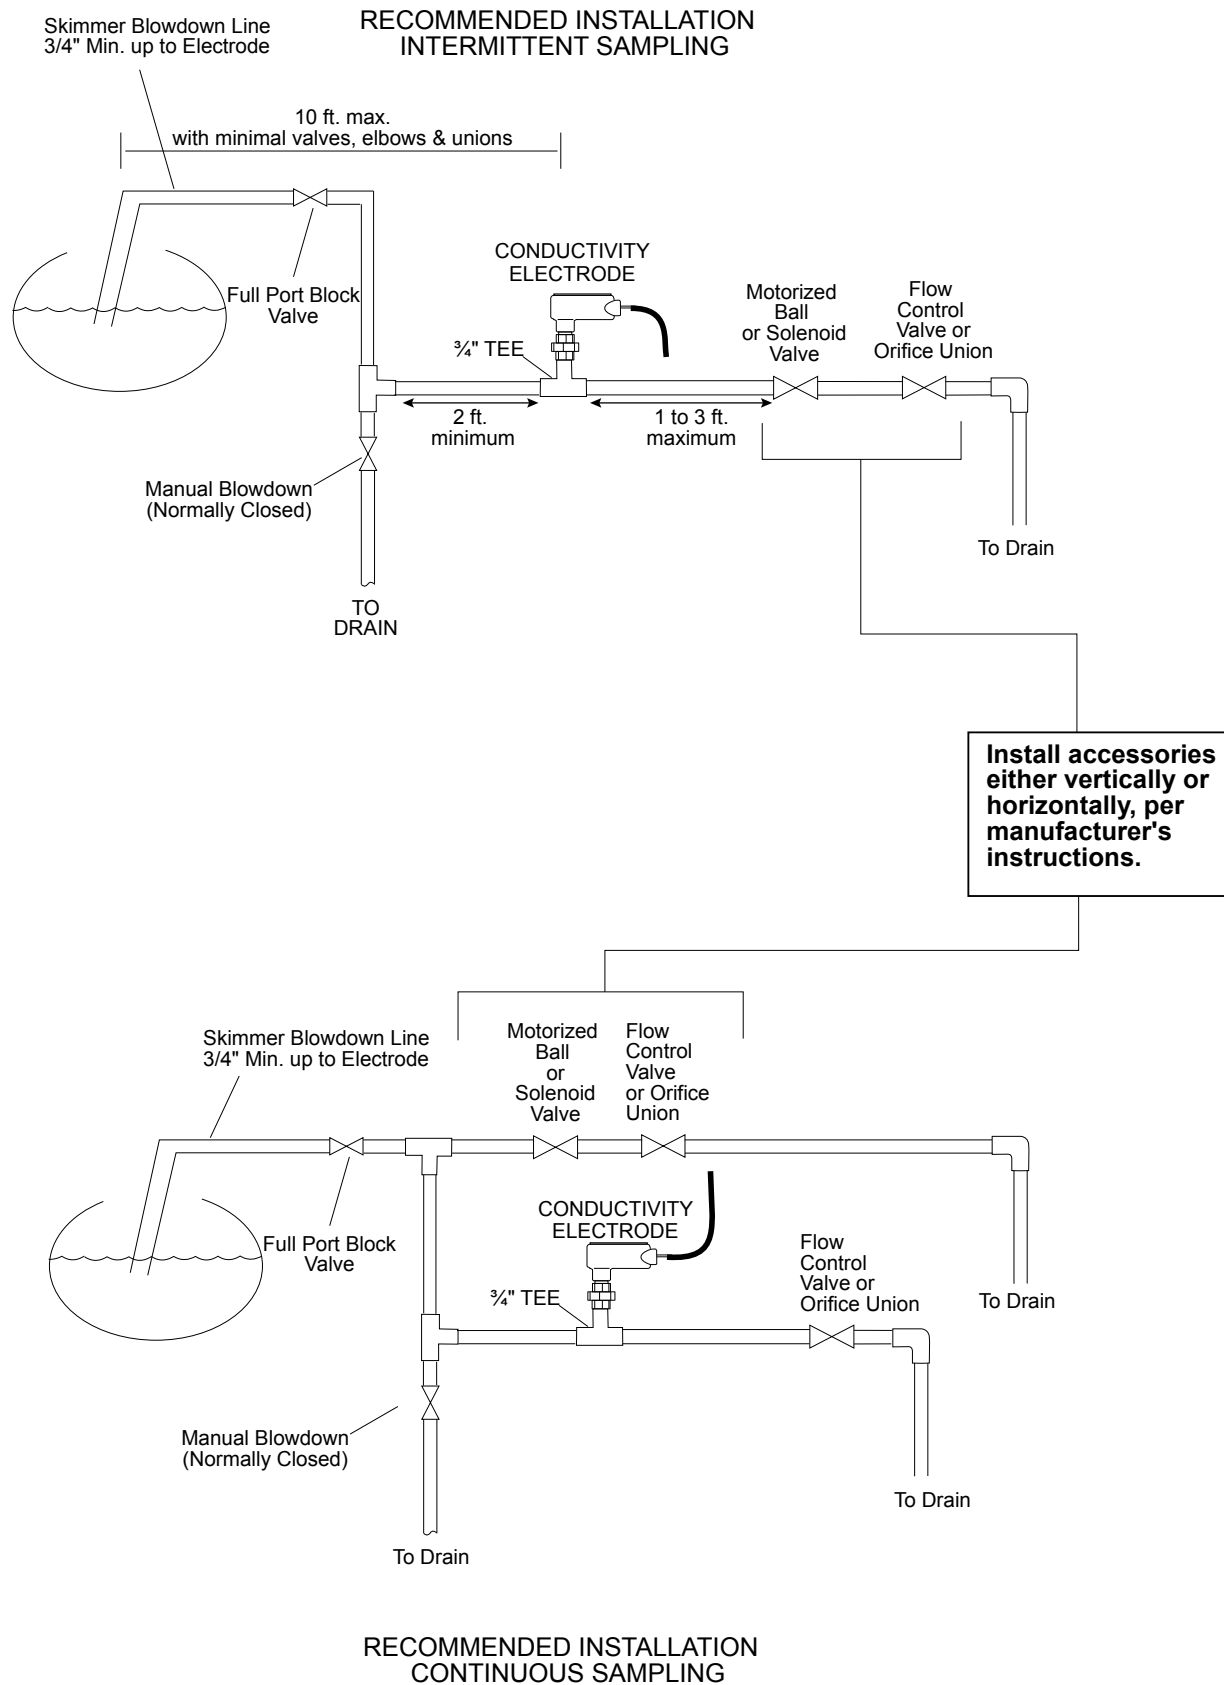 RECOMMENDED INSTALLATION
INTERMITTENT SAMPLING
Skimmer Blowdown Line
3/4" Min. up to Electrode
10 ft. max.
with minimal valves, elbows & unions
Full Port Block
Valve
CONDUCTIVITY
ELECTRODE
¾" TEE
Motorized
Ball
or Solenoid
Valve
Flow
Control
Valve or
Orifice Union
2 ft.
minimum
1 to 3 ft.
maximum
Manual Blowdown
(Normally Closed)
To Drain
TO
DRAIN
Install accessories
either vertically or
horizontally, per
manufacturer's
instructions.
Skimmer Blowdown Line
3/4" Min. up to Electrode
Motorized
Ball
or
Solenoid
Valve
Flow
Control
Valve
or Orifice
Union
Full Port Block
Valve
CONDUCTIVITY
ELECTRODE
¾" TEE
Flow
Control
Valve or
Orifice Union
To Drain
Manual Blowdown
(Normally Closed)
To Drain
To Drain
RECOMMENDED INSTALLATION
CONTINUOUS SAMPLING